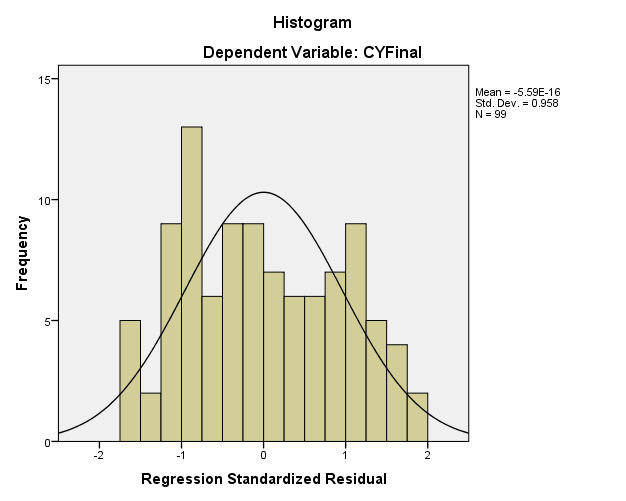 Histogram
Dependent Variable: CYFinal
Mean = -5.59E-16
Std. Dev. = 0.958
N = 99
Frequency
15
10
5
0
-2 -1 0 1 2
Regression Standardized Residual